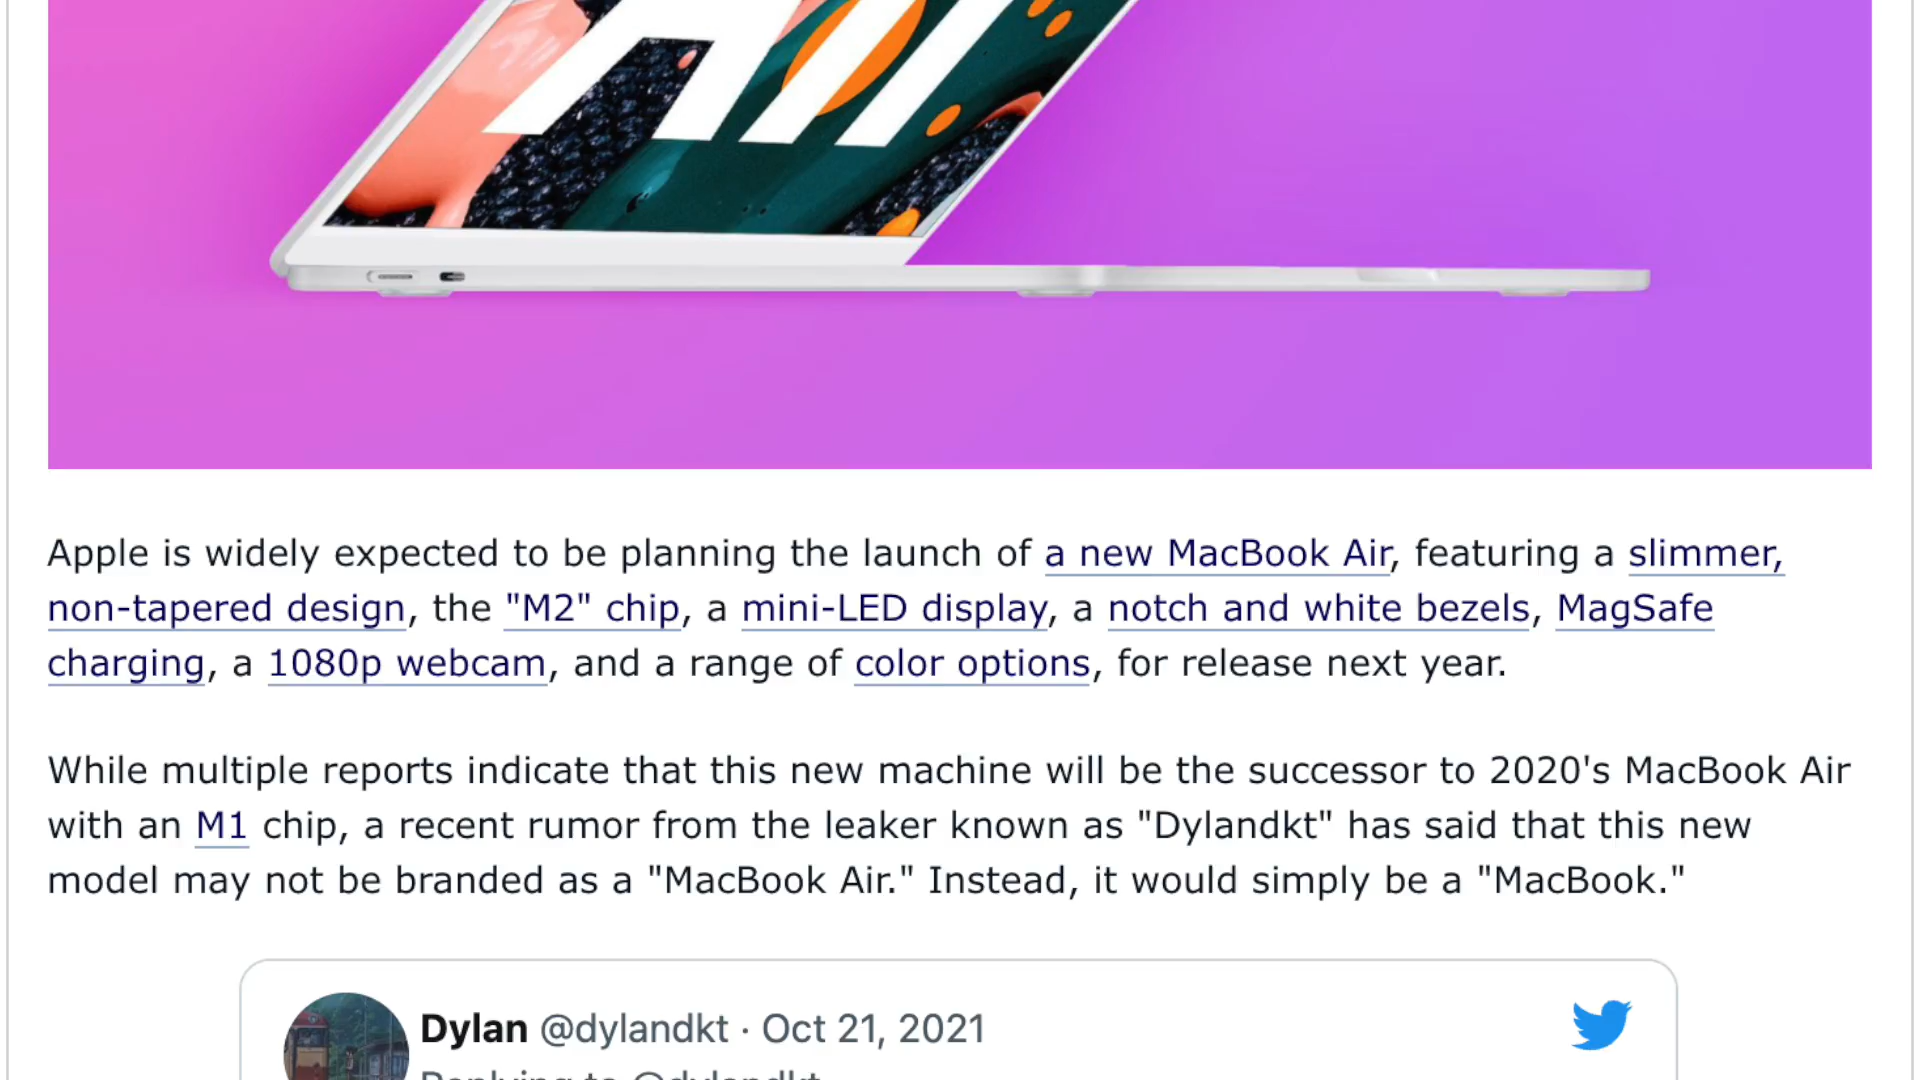 Air
Apple is widely expected to be planning the launch of a new MacBook Air, featuring a slimmer,
non-tapered design, the "M2" chip, a mini-LED display, a notch and white bezels, MagSafe
charging, a 1080p webcam, and a range of color options, for release next year.
While multiple reports indicate that this new machine will be the successor to 2020's MacBook Air
with an M1 chip, a recent rumor from the leaker known as "Dylandkt" has said that this new
model may not be branded as a "MacBook Air." Instead, it would simply be a "MacBook."
Dylan @dylandkt · Oct 21, 2021
Replying to @dylandkt